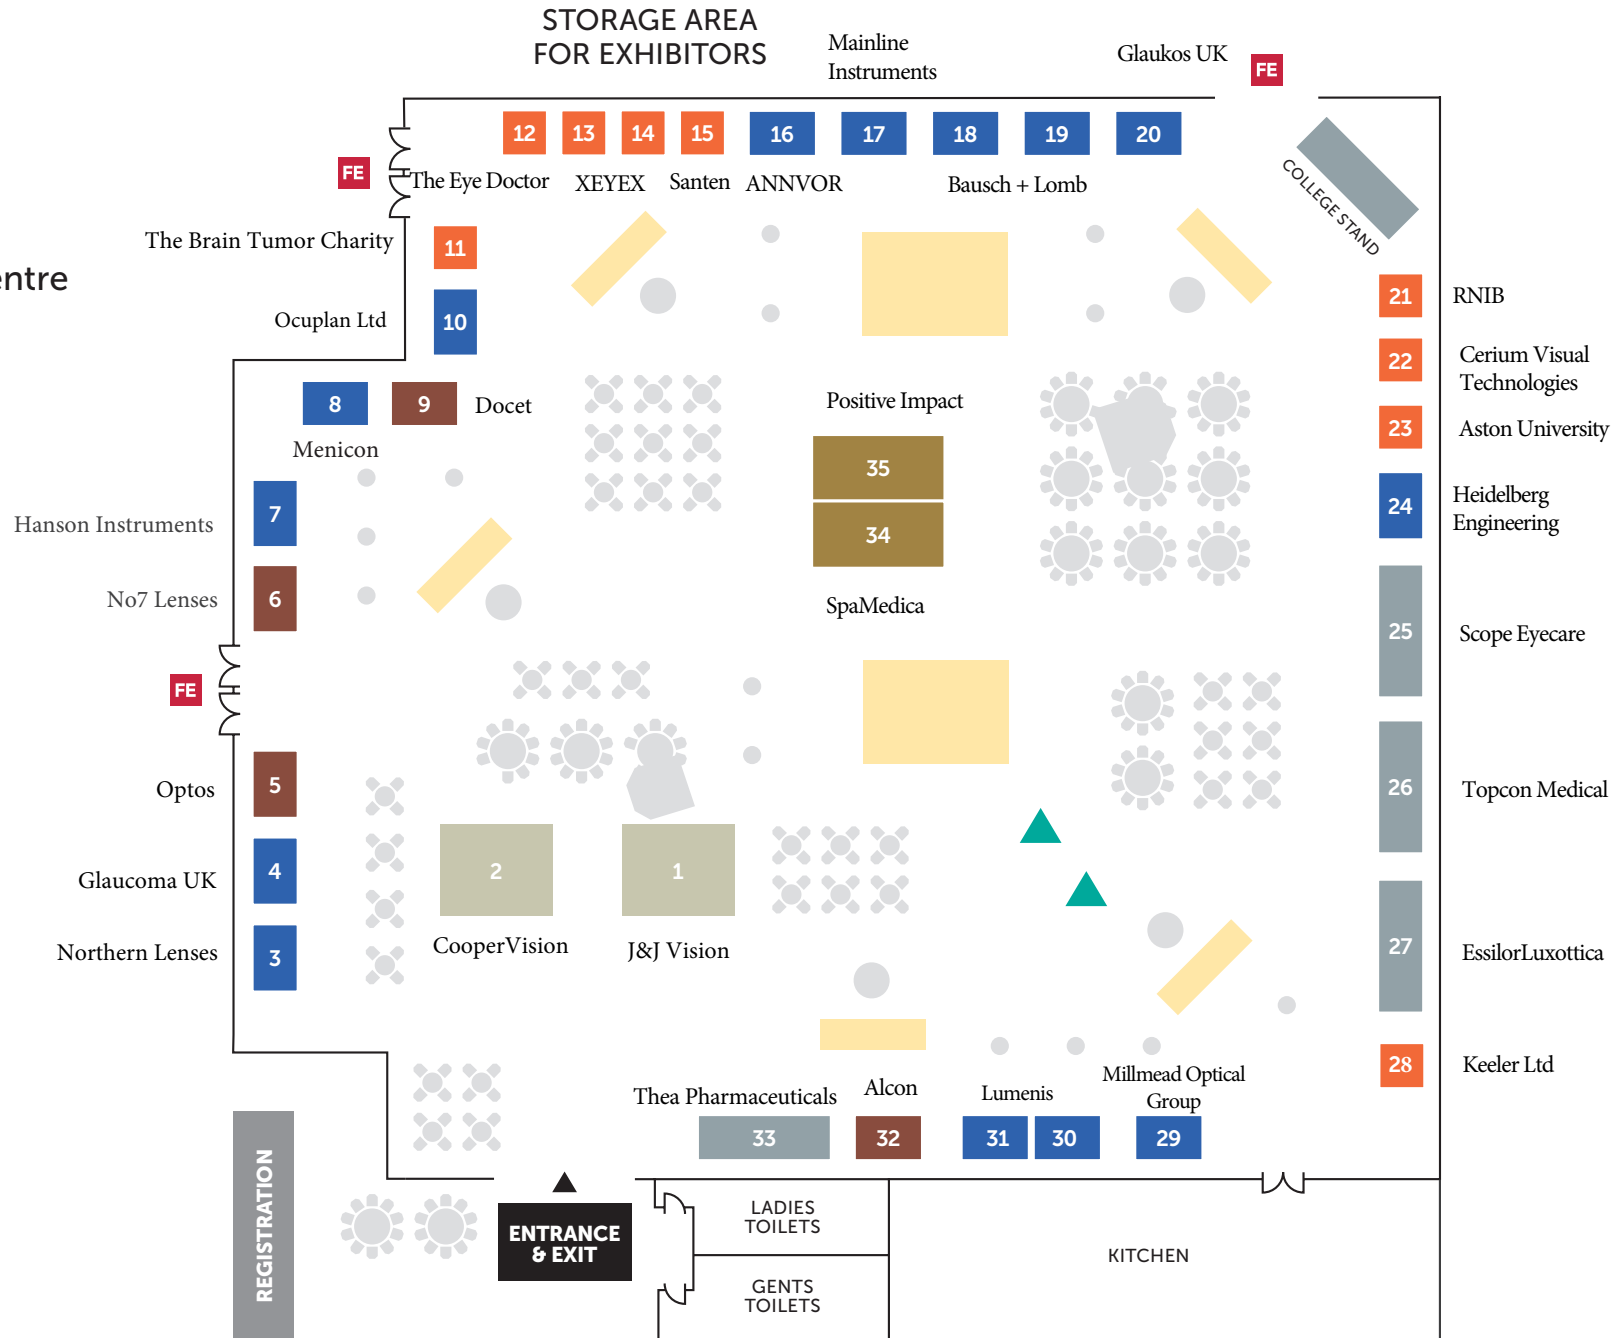 STORAGE AREA
FOR EXHIBITORS
Mainline
Instruments
Glaukos UK
FE
12
13
14
15
16
17
18
19
20
FE
The Eye Doctor
XEYEX
Santen
ANNVOR
Bausch + Lomb
COLLEGE STAND
The Brain Tumor Charity
11
entre
Ocuplan Ltd
10
21
RNIB
22
Cerium Visual
Technologies
8
9
Docet
Menicon
Positive Impact
23
Aston University
35
34
SpaMedica
24
Heidelberg
Engineering
7
Hanson Instruments
6
No7 Lenses
25
Scope Eyecare
FE
5
Optos
26
Topcon Medical
4
Glaucoma UK
2
1
CooperVision
J&J Vision
3
Northern Lenses
27
EssilorLuxottica
28
Keeler Ltd
Thea Pharmaceuticals
Alcon
Lumenis
Millmead Optical
Group
33
32
31
30
29
REGISTRATION
ENTRANCE
& EXIT
LADIES
TOILETS
GENTS
TOILETS
KITCHEN